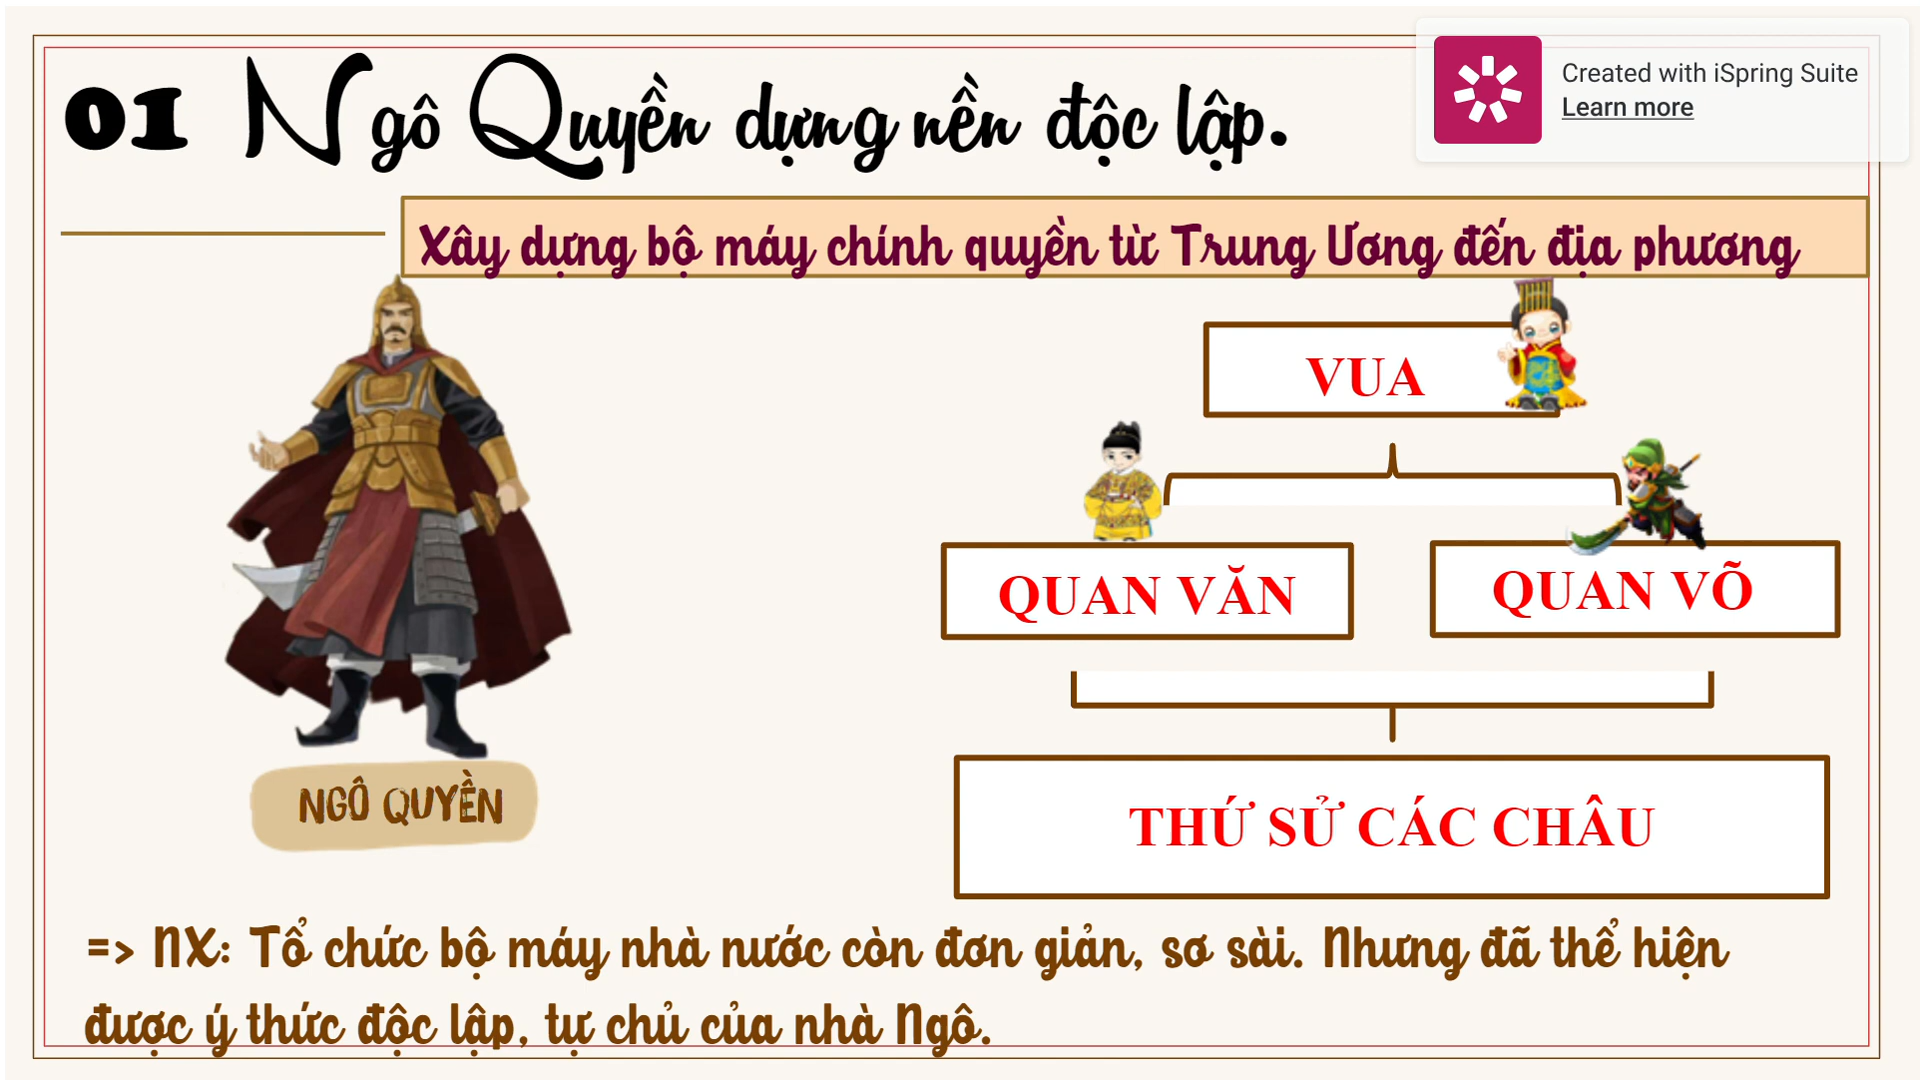 01 Ngô Quyền dựng nền độc lập.
Created with iSpring Suite
Learn more
Xây dựng bộ máy chính quyền từ Trung Ương đến địa phương
VUA
QUAN VĂN
QUAN VÕ
THỨ SỬ CÁC CHÂU
NGÔ QUYỀN
=> NX: Tổ chức bộ máy nhà nước còn đơn giản, sơ sài. Nhưng đã thể hiện
được ý thức độc lập, tự chủ của nhà Ngô.